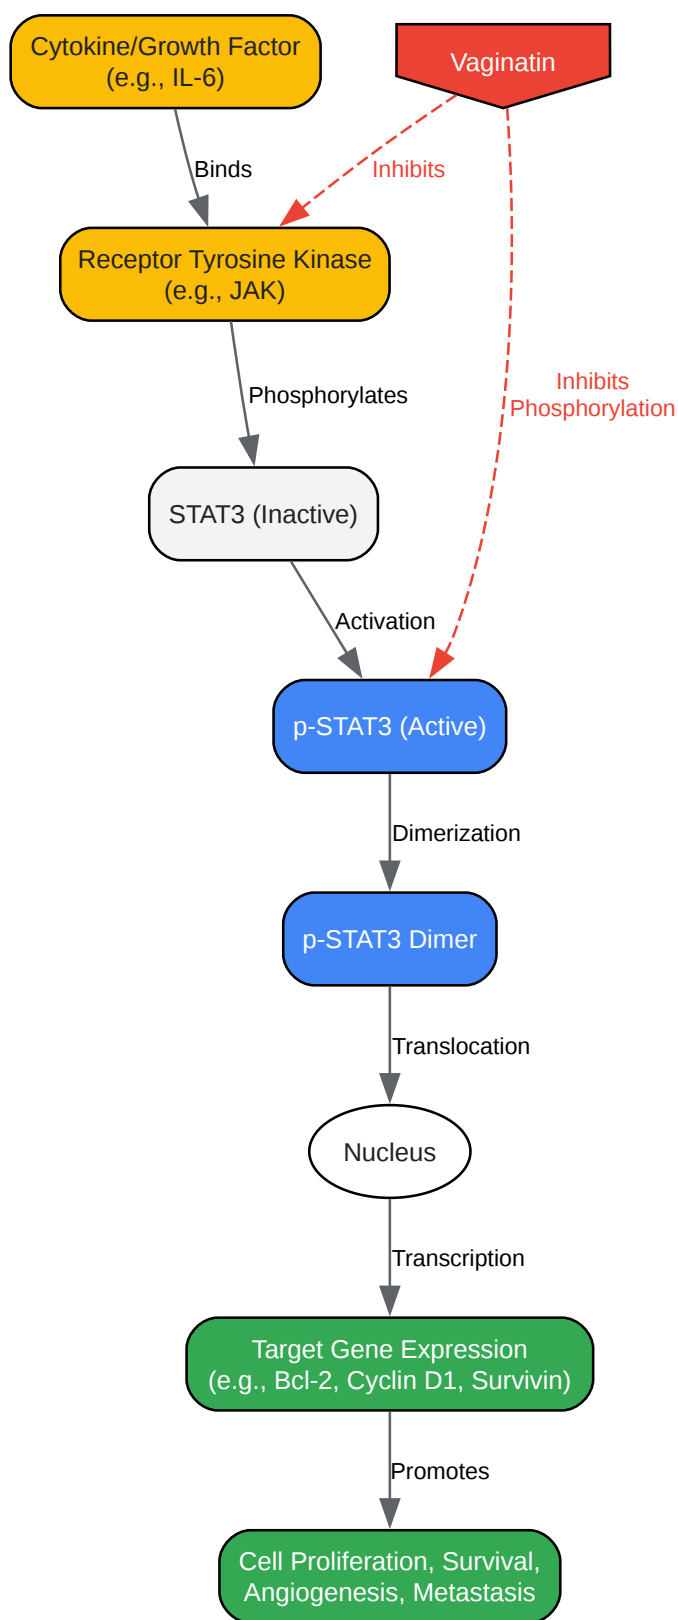 Cytokine/Growth Factor
(e.g., IL-6)
Vaginatin
Binds
Inhibits
Receptor Tyrosine Kinase
(e.g., JAK)
Inhibits
Phosphorylation
Phosphorylates
STAT3 (Inactive)
Activation
p-STAT3 (Active)
Dimerization
p-STAT3 Dimer
Translocation
Nucleus
Transcription
Target Gene Expression
(e.g., Bcl-2, Cyclin D1, Survivin)
Promotes
Cell Proliferation, Survival,
Angiogenesis, Metastasis